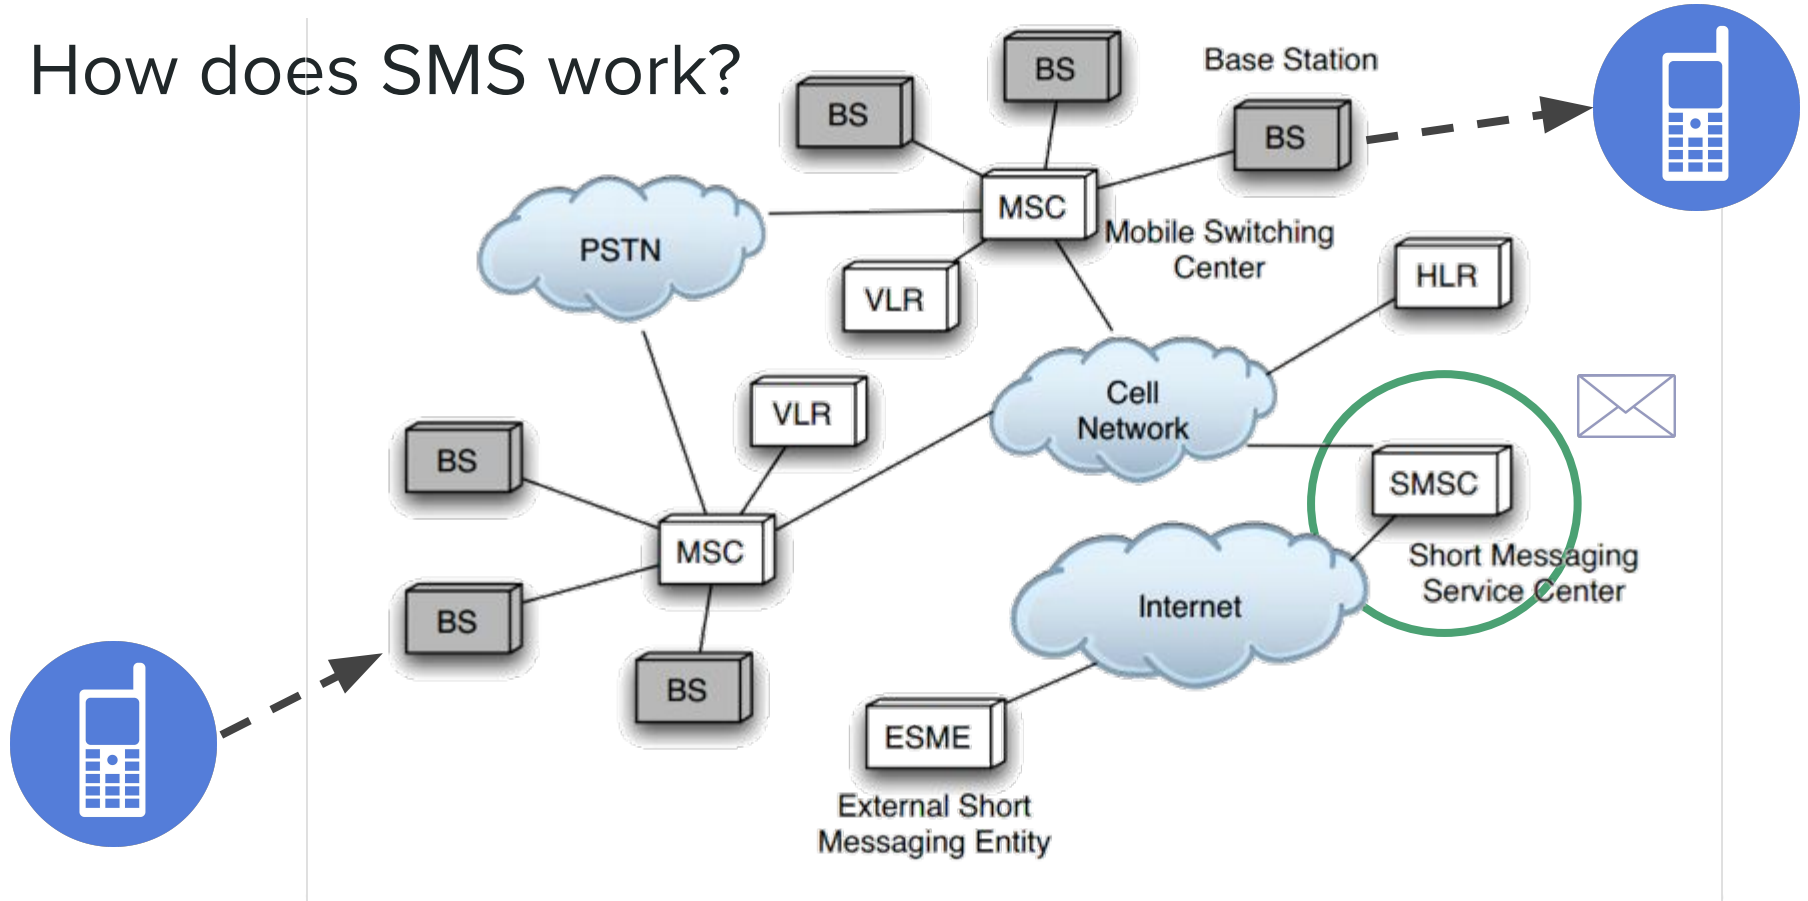 How does SMS work?
BS
Base Station
BS
BS
MSC
Mobile Switching
Center
PSTN
VLR
HLR
Cell
Network
VLR
BS
SMSC
Short Messaging
Service Center
MSC
Internet
BS
BS
ESME
External Short
Messaging Entity